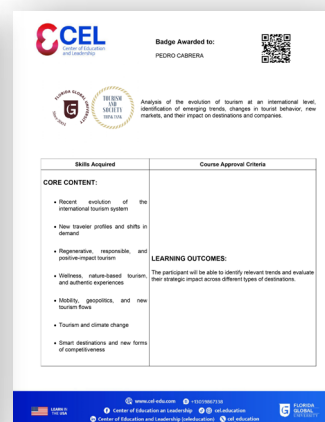 CEL
Center of Education
and Leadership
Badge Awarded to:
PEDRO CABRERA
FLORIDA GLOBAL
G
TOURISM
AND
SOCIETY
THINK TANK
Analysis of the evolution of tourism at an international level,
identification of emerging trends, changes in tourist behavior, new
markets, and their impact on destinations and companies.
Skills Acquired
Course Approval Criteria
CORE CONTENT:
• Recent evolution of the
international tourism system
• New traveler profiles and shifts in
demand
• Regenerative, responsible, and
positive-impact tourism
• Wellness, nature-based tourism,
and authentic experiences
• Mobility, geopolitics, and new
tourism flows
• Tourism and climate change
• Smart destinations and new forms
of competitiveness
LEARNING OUTCOMES:
The participant will be able to identify relevant trends and evaluate
their strategic impact across different types of destinations.
LEARN IN
THE USA
www.cel-edu.com +13019867138
Center of Education an Leadership cel.education
Center of Education and Leadership (celeducation) cel education
G FLORIDA
GLOBAL
UNIVERSITY